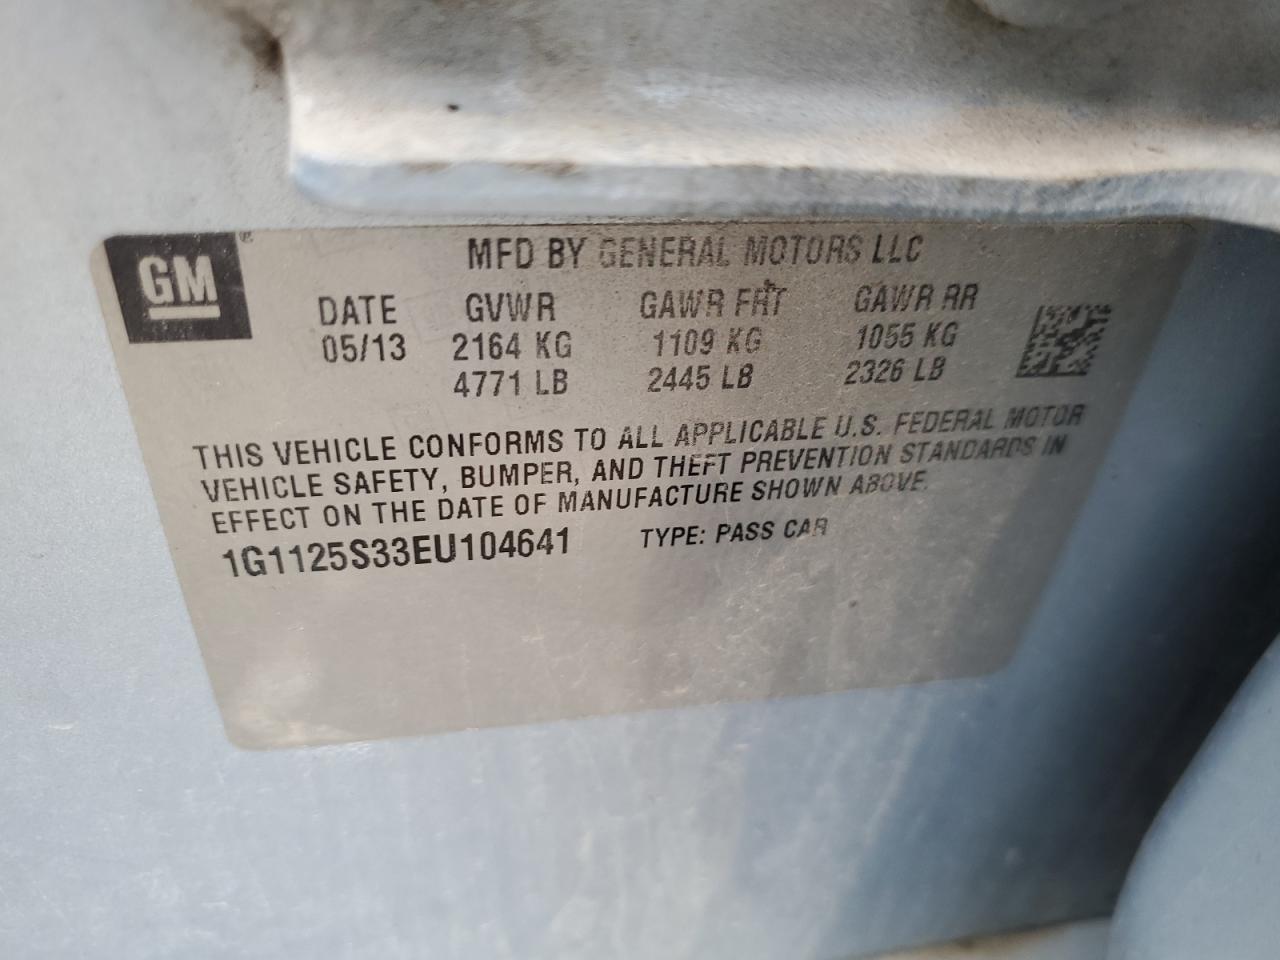 GM®
MFD BY GENERAL MOTORS LLC
DATE GVWR GAWR FRT GAWR RR
05/13 2164 KG 1109 KG 1055 KG
4771 LB 2445 LB 2326 LB
THIS VEHICLE CONFORMS TO ALL APPLICABLE U.S. FEDERAL MOTOR
VEHICLE SAFETY, BUMPER, AND THEFT PREVENTION STANDARDS IN
EFFECT ON THE DATE OF MANUFACTURE SHOWN ABOVE.
1G1125S33EU104641 TYPE: PASS CAR